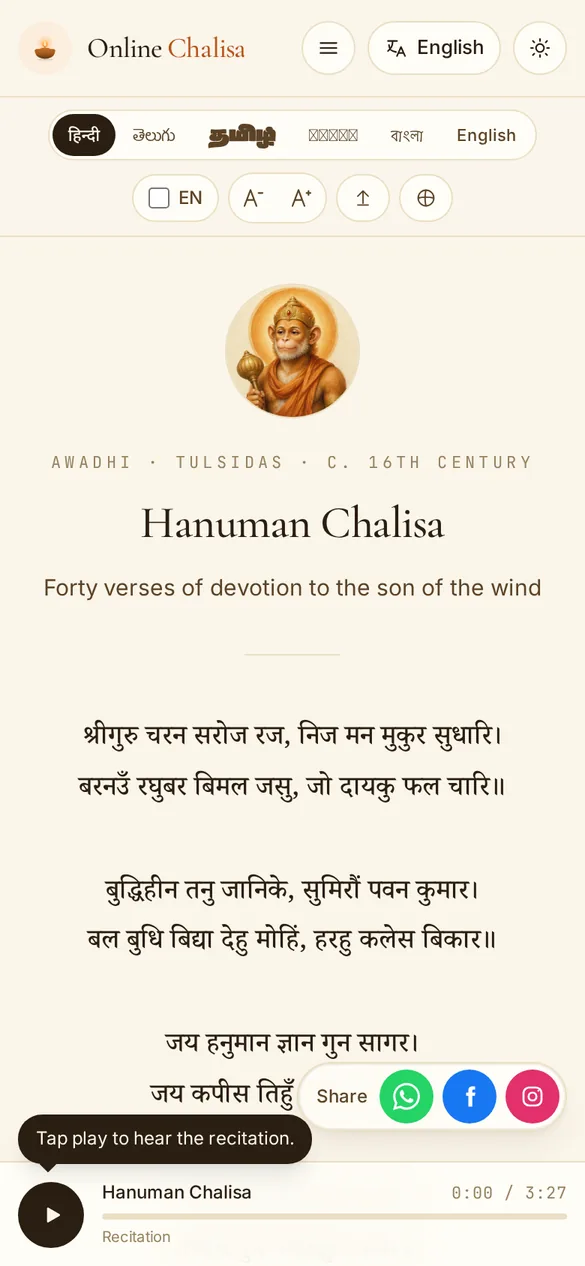 Online Chalisa
English
हिन्दी తెలుగు தமிழ் বাংলা English
EN A⁻ A⁺
AWADHI · TULSIDAS · C. 16TH CENTURY
Hanuman Chalisa
Forty verses of devotion to the son of the wind
श्रीगुरु चरन सरोज रज, निज मन मुकुर सुधारि।
बरनउँ रघुबर बिमल जसु, जो दायकु फल चारि॥
बुद्धिहीन तनु जानिके, सुमिरौं पवन कुमार।
बल बुधि बिद्या देहु मोहिं, हरहु कलेस बिकार॥
जय हनुमान ज्ञान गुन सागर।
जय कपीस तिहुँ
Share
Tap play to hear the recitation.
Hanuman Chalisa
0:00 / 3:27
Recitation